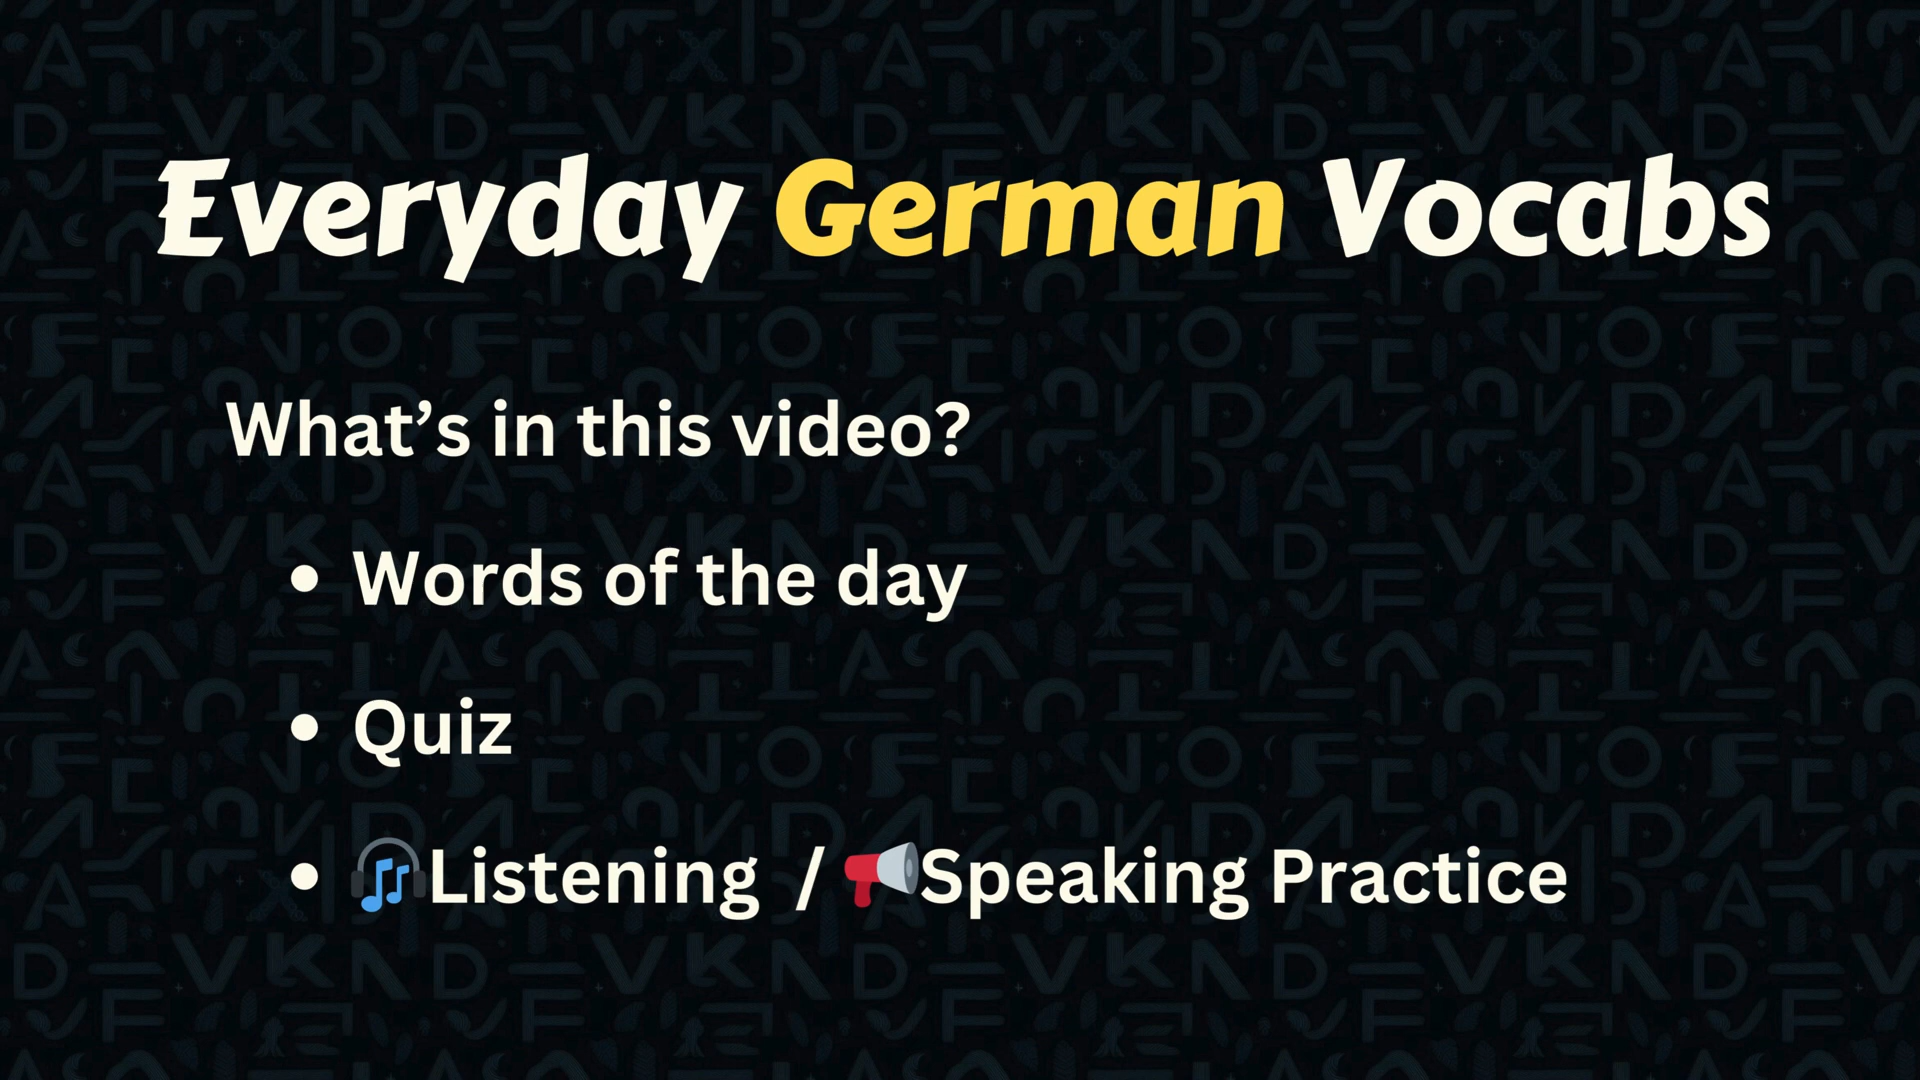 Everyday German Vocabs
What’s in this video?
• Words of the day
• Quiz
• 🎧Listening / 📢Speaking Practice